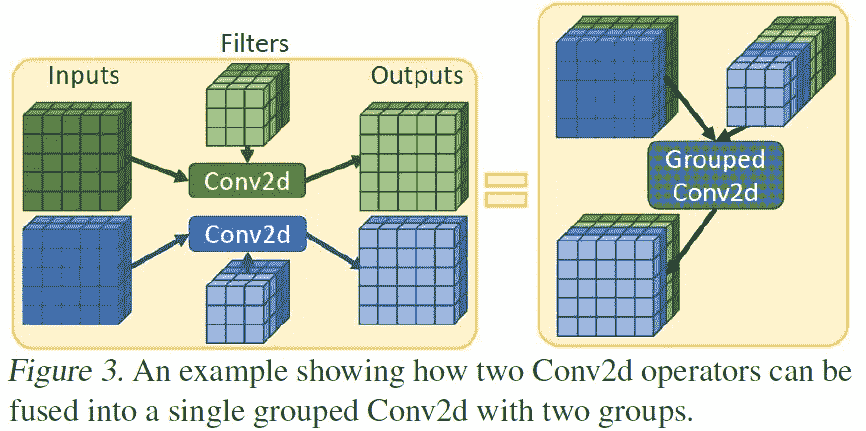 Filters
Inputs
Outputs
Conv2d
Conv2d
Grouped
Conv2d
Figure 3. An example showing how two Conv2d operators can be
fused into a single grouped Conv2d with two groups.